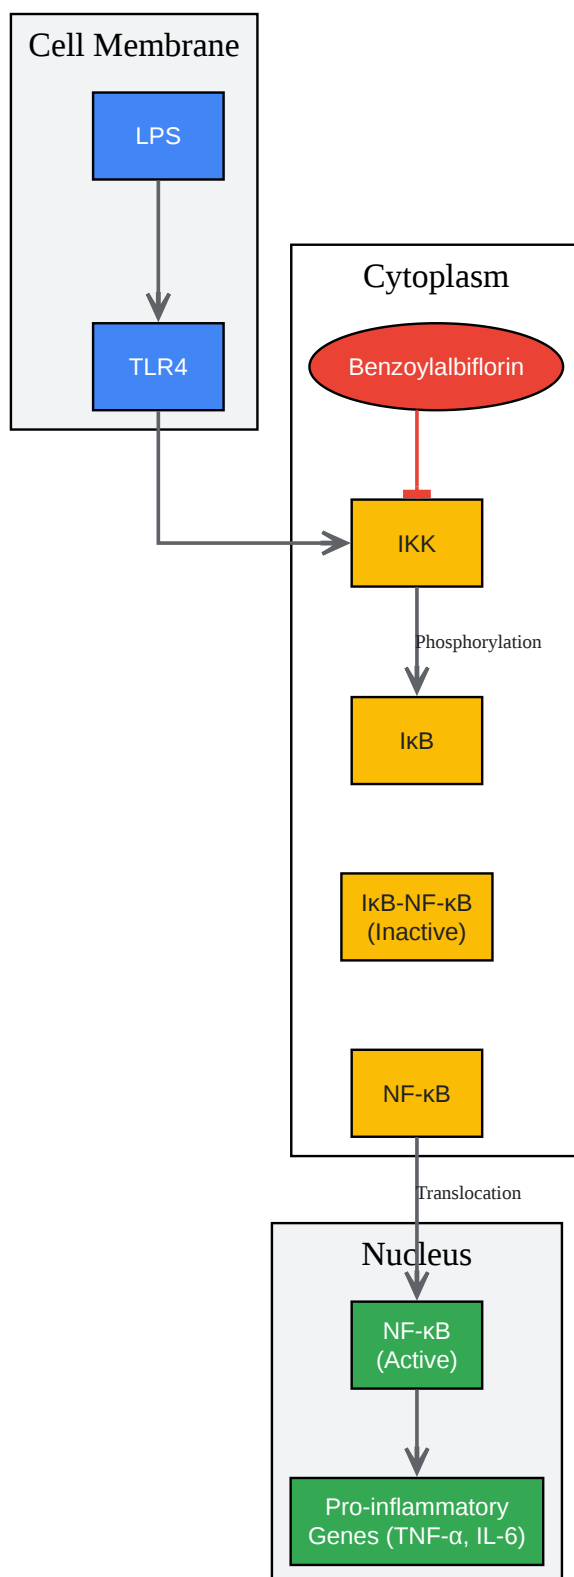 Cell Membrane
LPS
TLR4
Cytoplasm
Benzoylalbiflorin
IKK
Phosphorylation
IκB
IκB-NF-κB
(Inactive)
NF-κB
Translocation
Nucleus
NF-κB
(Active)
Pro-inflammatory
Genes (TNF-α, IL-6)